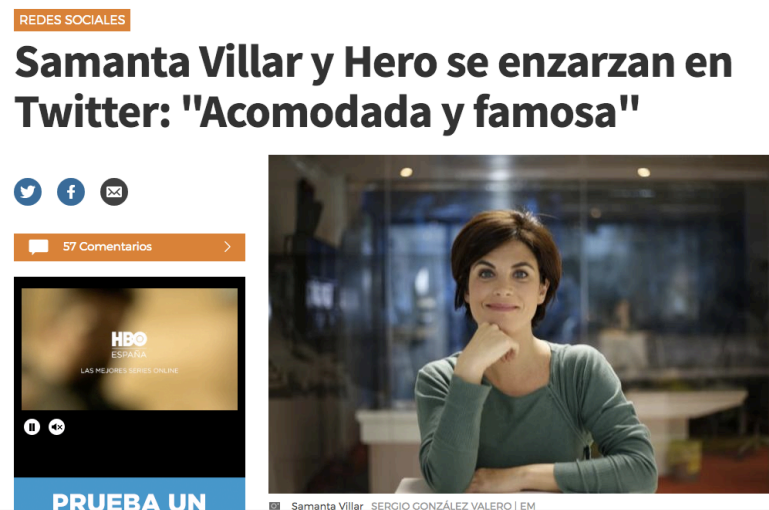 REDES SOCIALES
Samanta Villar y Hero se enzarzan en
Twitter: "Acomodada y famosa"
57 Comentarios
HBO
ESPAÑA
LAS MEJORES SERIES ONLINE
PRUEBA UN
Samanta Villar SERGIO GONZÁLEZ VALERO | EM